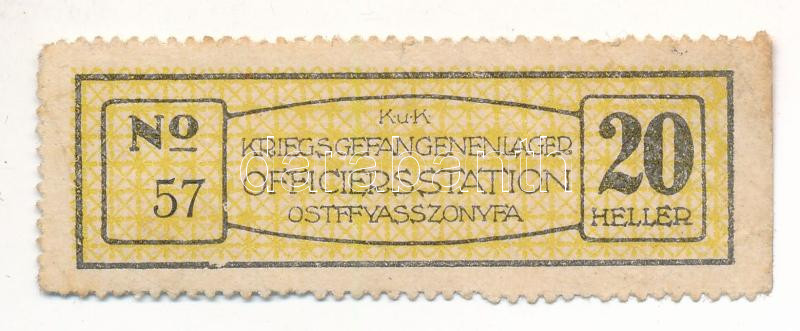 No
57
K.u.K.
KRIEGSGEFANGENENLAGER
OFFICIERSSTATION
OSTFFYASSZONYFA
20
HELLER